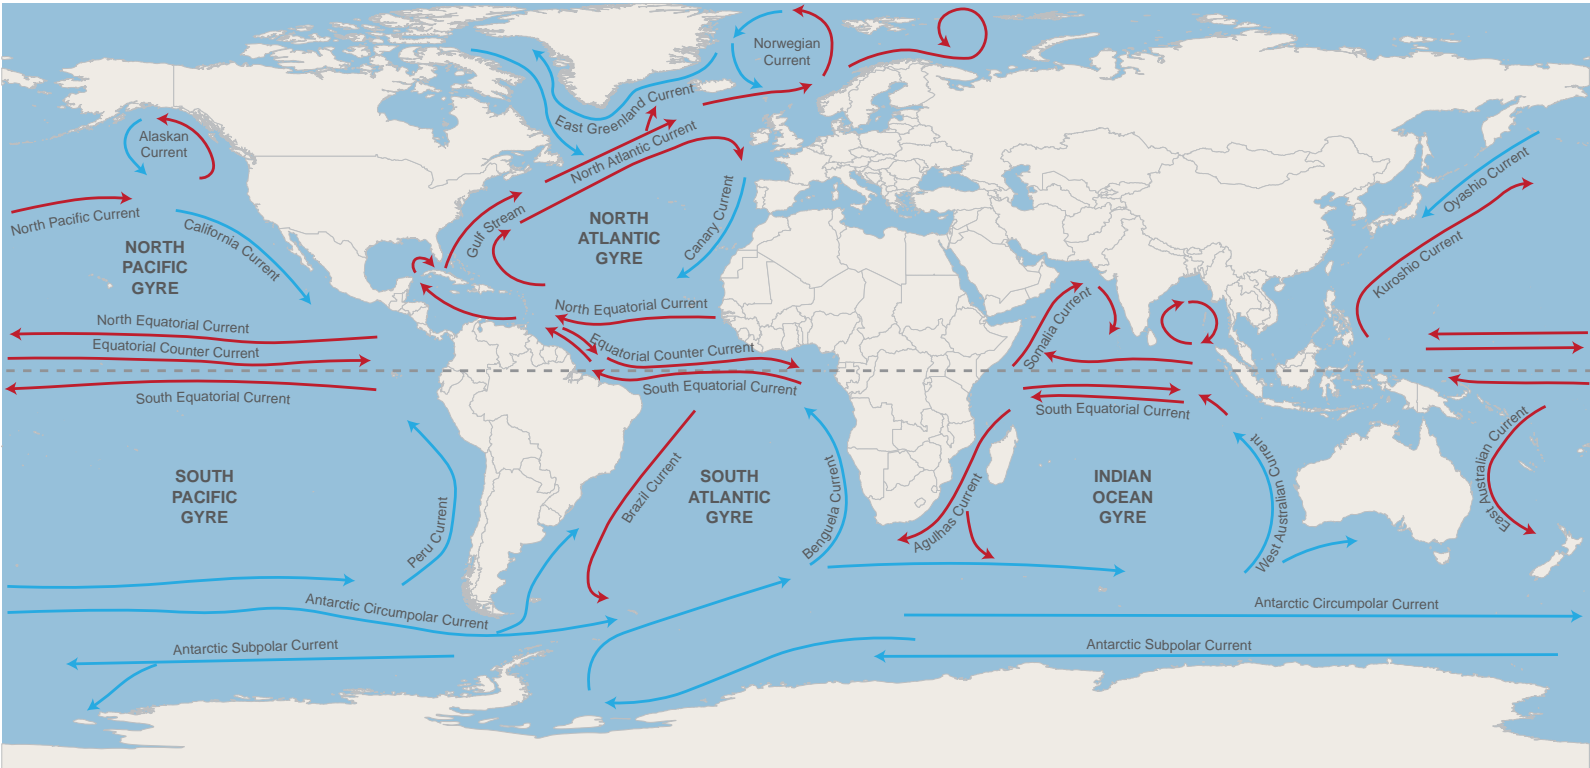 Norwegian
Current
East Greenland Current
Alaskan
Current
North Atlantic Current
Oyashio Current
North Pacific Current
California Current
Gulf Stream
Canary Current
NORTH
ATLANTIC
GYRE
NORTH
PACIFIC
GYRE
Kuroshio Current
North Equatorial Current
North Equatorial Current
Somalia Current
Equatorial Counter Current
Equatorial Counter Current
South Equatorial Current
South Equatorial Current
South Equatorial Current
East Australian Current
SOUTH
PACIFIC
GYRE
Peru Current
Brazil Current
SOUTH
ATLANTIC
GYRE
Benguela Current
Agulhas Current
INDIAN
OCEAN
GYRE
West Australian Current
Antarctic Circumpolar Current
Antarctic Circumpolar Current
Antarctic Subpolar Current
Antarctic Subpolar Current